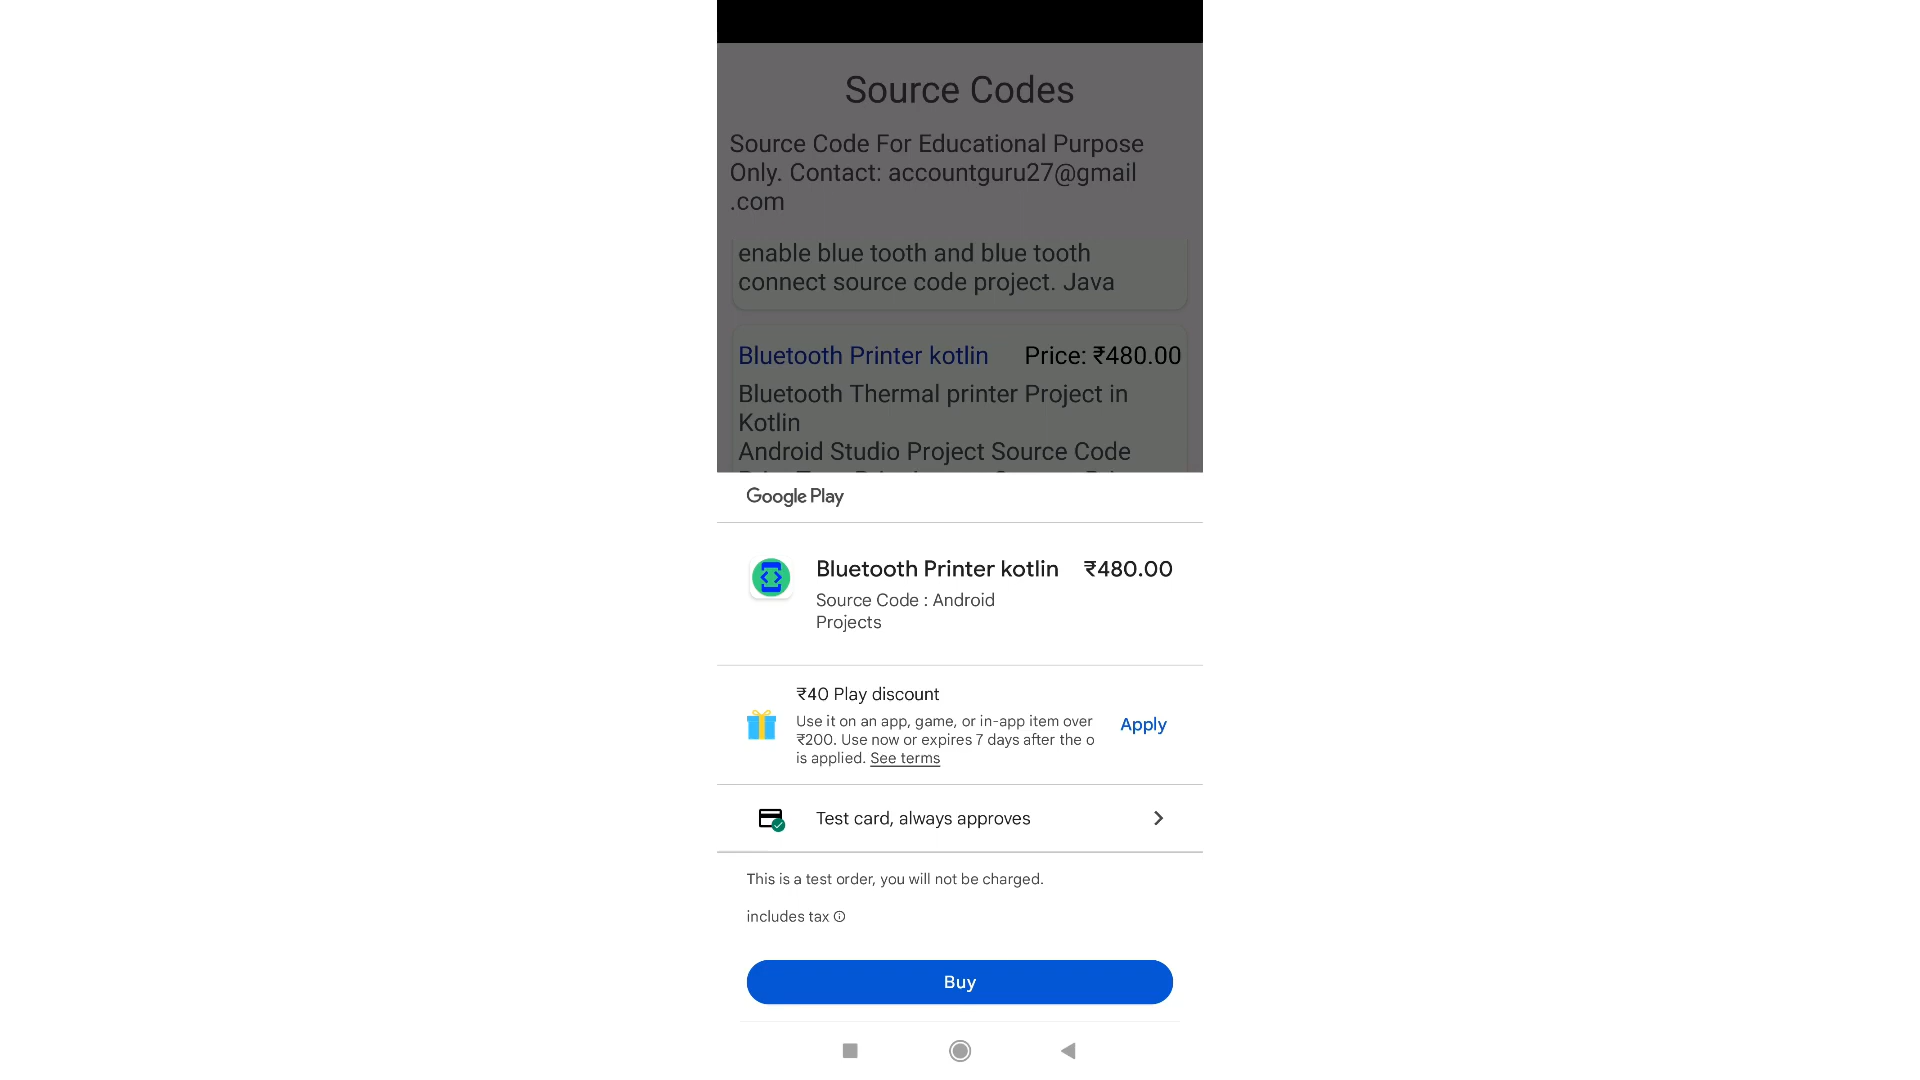 Source Codes
Source Code For Educational Purpose
Only. Contact: accountguru27@gmail
.com
enable blue tooth and blue tooth
connect source code project. Java
Bluetooth Printer kotlin Price: ₹480.00
Bluetooth Thermal printer Project in
Kotlin
Android Studio Project Source Code
Google Play
Bluetooth Printer kotlin ₹480.00
Source Code : Android
Projects
₹40 Play discount
Use it on an app, game, or in-app item over
₹200. Use now or expires 7 days after the o
is applied. See terms
Apply
Test card, always approves
This is a test order, you will not be charged.
includes tax
Buy